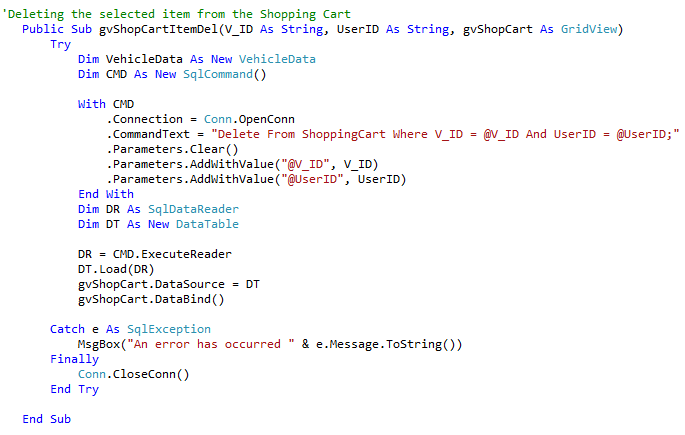 'Deleting the selected item from the Shopping Cart
Public Sub gvShopCartItemDel(V_ID As String, UserID As String, gvShopCart As GridView)
Try
Dim VehicleData As New VehicleData
Dim CMD As New SqlCommand()
With CMD
.Connection = Conn.OpenConn
.CommandText = "Delete From ShoppingCart Where V_ID = @V_ID And UserID = @UserID;"
.Parameters.Clear()
.Parameters.AddWithValue("@V_ID", V_ID)
.Parameters.AddWithValue("@UserID", UserID)
End With
Dim DR As SqlDataReader
Dim DT As New DataTable
DR = CMD.ExecuteReader
DT.Load(DR)
gvShopCart.DataSource = DT
gvShopCart.DataBind()
Catch e As SqlException
MsgBox("An error has occurred " & e.Message.ToString())
Finally
Conn.CloseConn()
End Try
End Sub